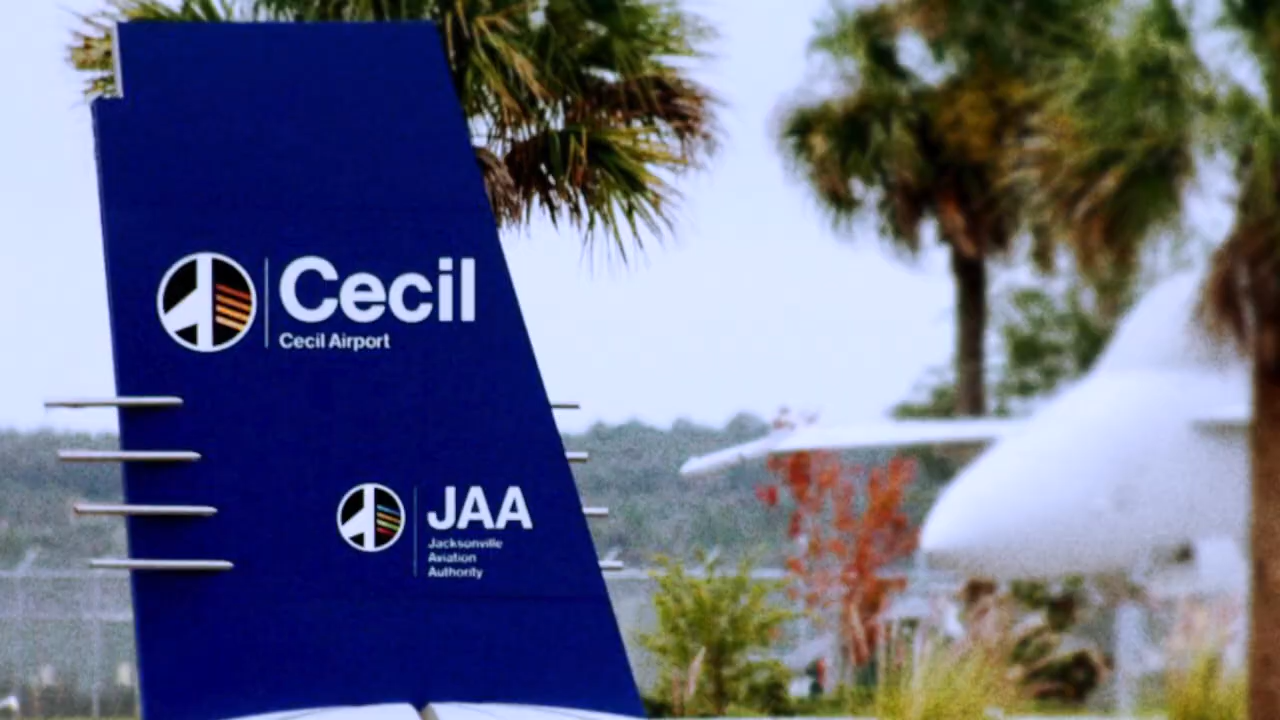 Cecil
Cecil Airport
JAA
Jacksonville
Aviation
Authority